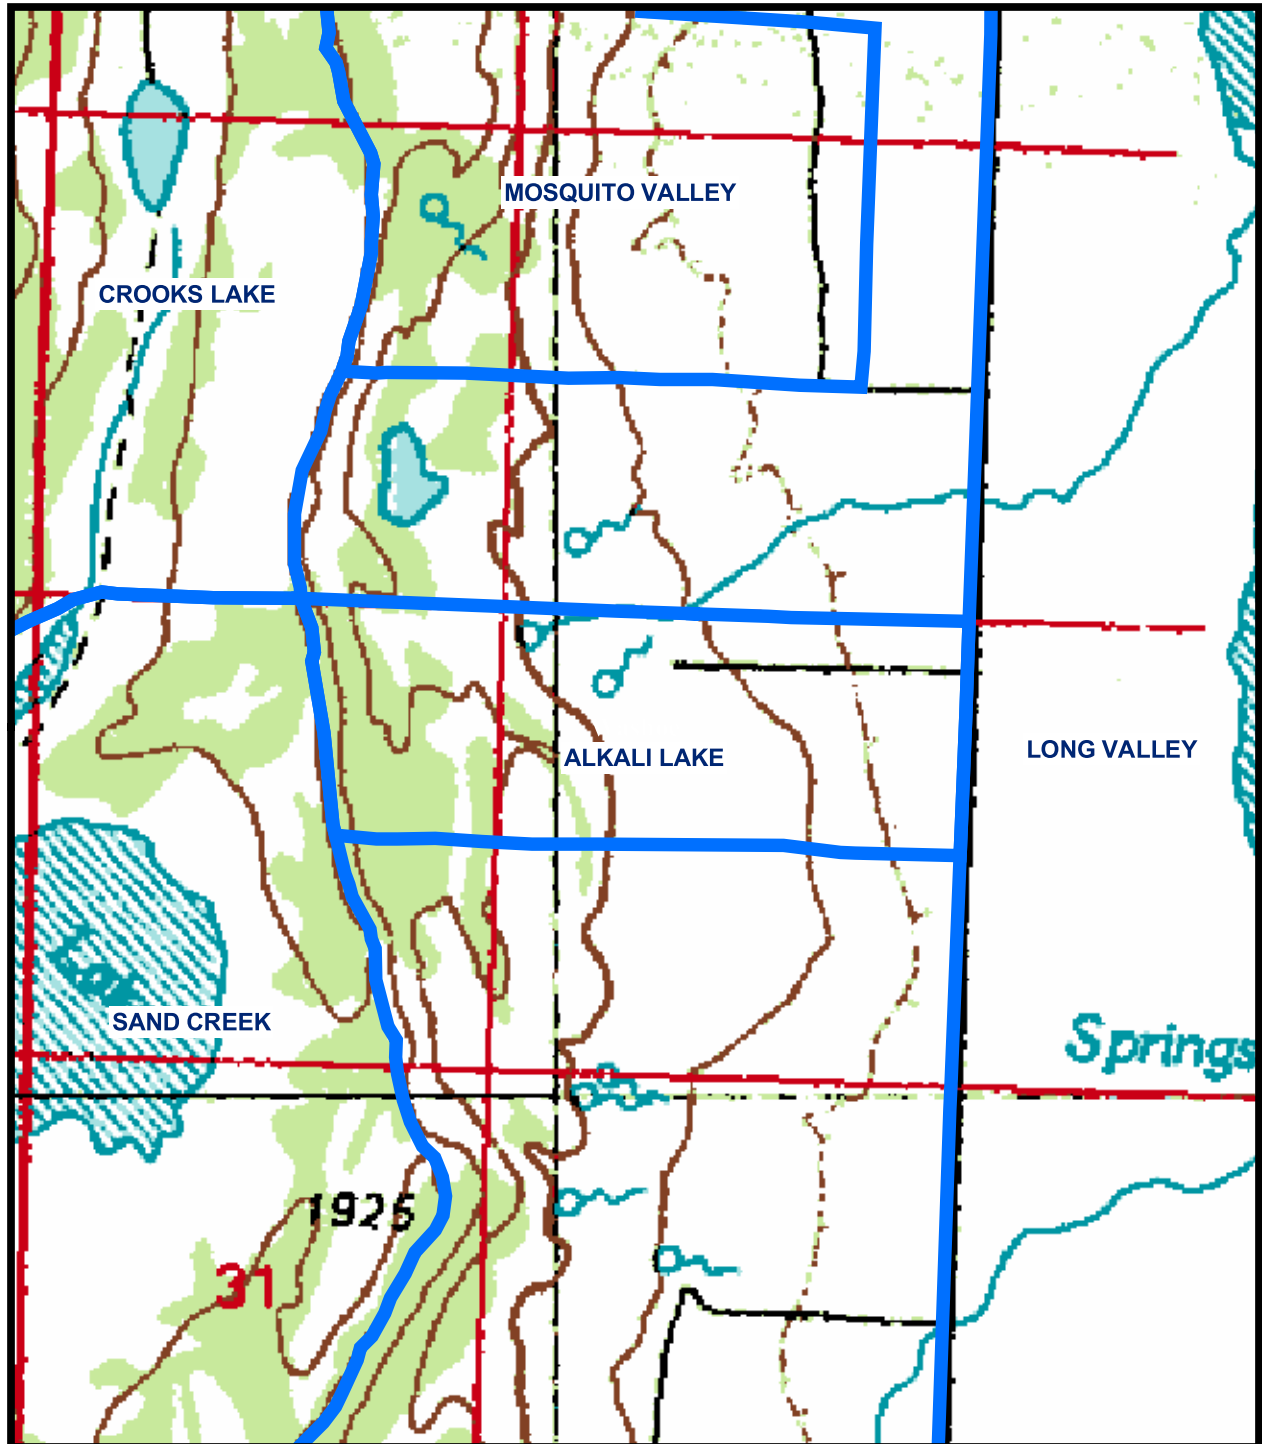 MOSQUITO VALLEY
CROOKS LAKE
ALKALI LAKE
LONG VALLEY
SAND CREEK
Springs
1925
31